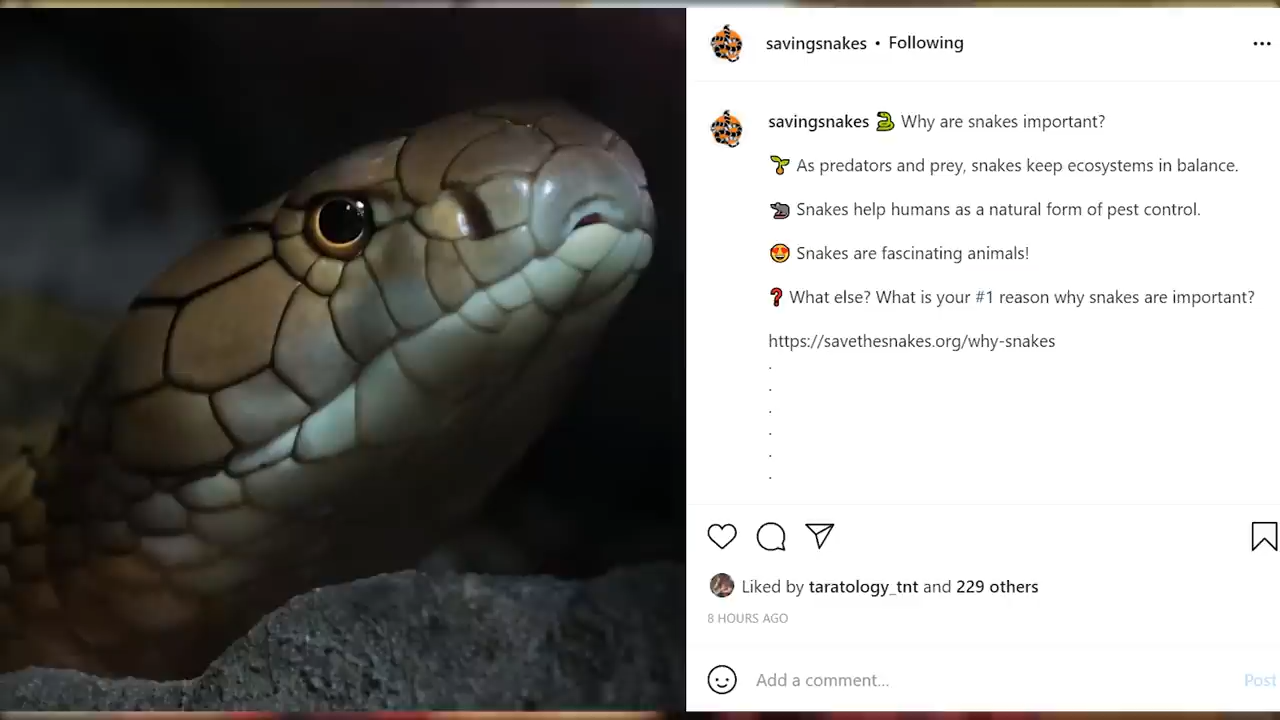 savingsnakes • Following
savingsnakes 🐍 Why are snakes important?
🌱 As predators and prey, snakes keep ecosystems in balance.
🐀 Snakes help humans as a natural form of pest control.
😍 Snakes are fascinating animals!
❓ What else? What is your #1 reason why snakes are important?
https://savethesnakes.org/why-snakes
.
.
.
.
.
.
Liked by taratology_tnt and 229 others
8 HOURS AGO
Add a comment...
Post